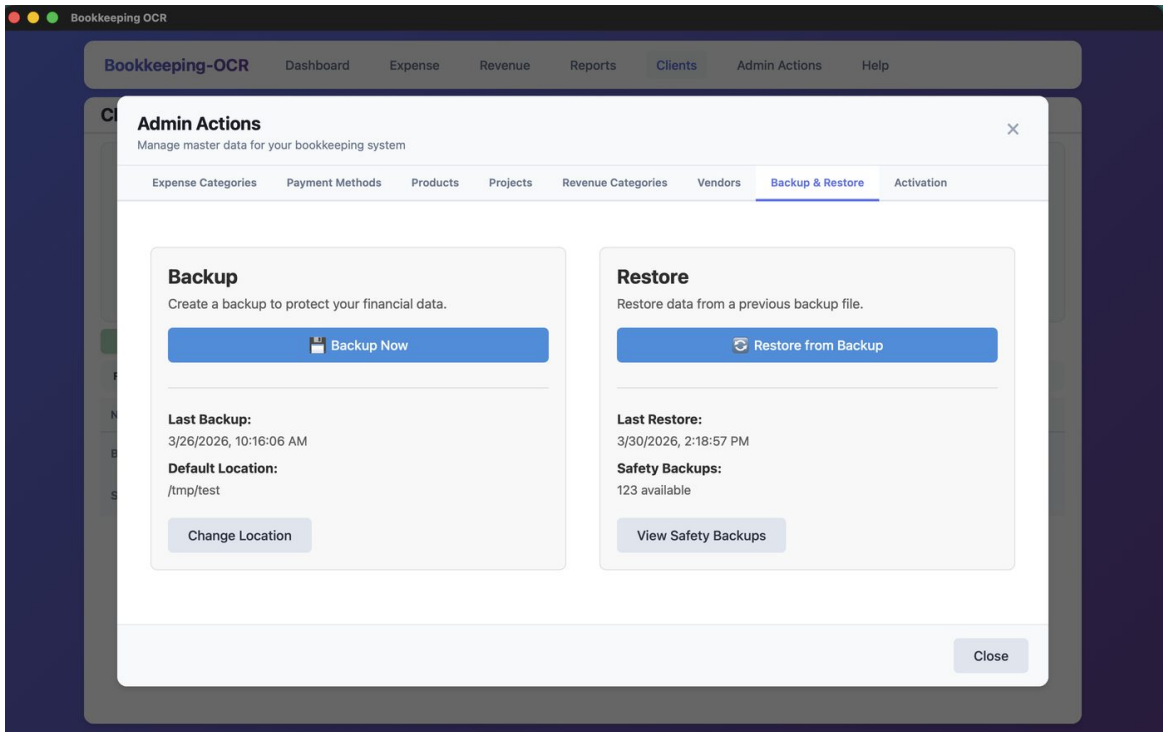 Bookkeeping OCR
Bookkeeping-OCR Dashboard Expense Revenue Reports Clients Admin Actions Help
Admin Actions
Manage master data for your bookkeeping system
Expense Categories Payment Methods Products Projects Revenue Categories Vendors Backup & Restore Activation
Backup
Create a backup to protect your financial data.
Backup Now
Last Backup:
3/26/2026, 10:16:06 AM
Default Location:
/tmp/test
Change Location
Restore
Restore data from a previous backup file.
Restore from Backup
Last Restore:
3/30/2026, 2:18:57 PM
Safety Backups:
123 available
View Safety Backups
Close